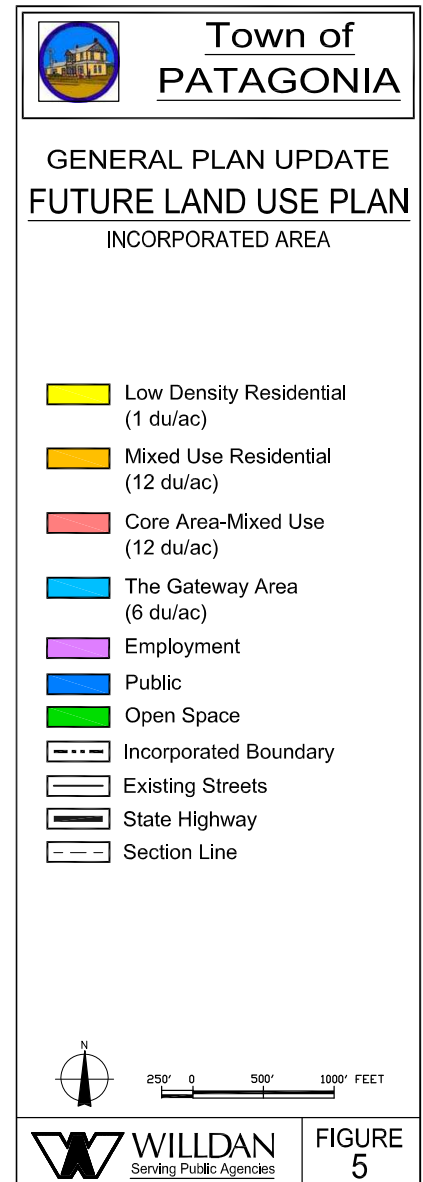 Town of
PATAGONIA
GENERAL PLAN UPDATE
FUTURE LAND USE PLAN
INCORPORATED AREA
Low Density Residential
(1 du/ac)
Mixed Use Residential
(12 du/ac)
Core Area-Mixed Use
(12 du/ac)
The Gateway Area
(6 du/ac)
Employment
Public
Open Space
Incorporated Boundary
Existing Streets
State Highway
Section Line
N
250' 0 500' 1000' FEET
WILLDAN
Serving Public Agencies
FIGURE
5